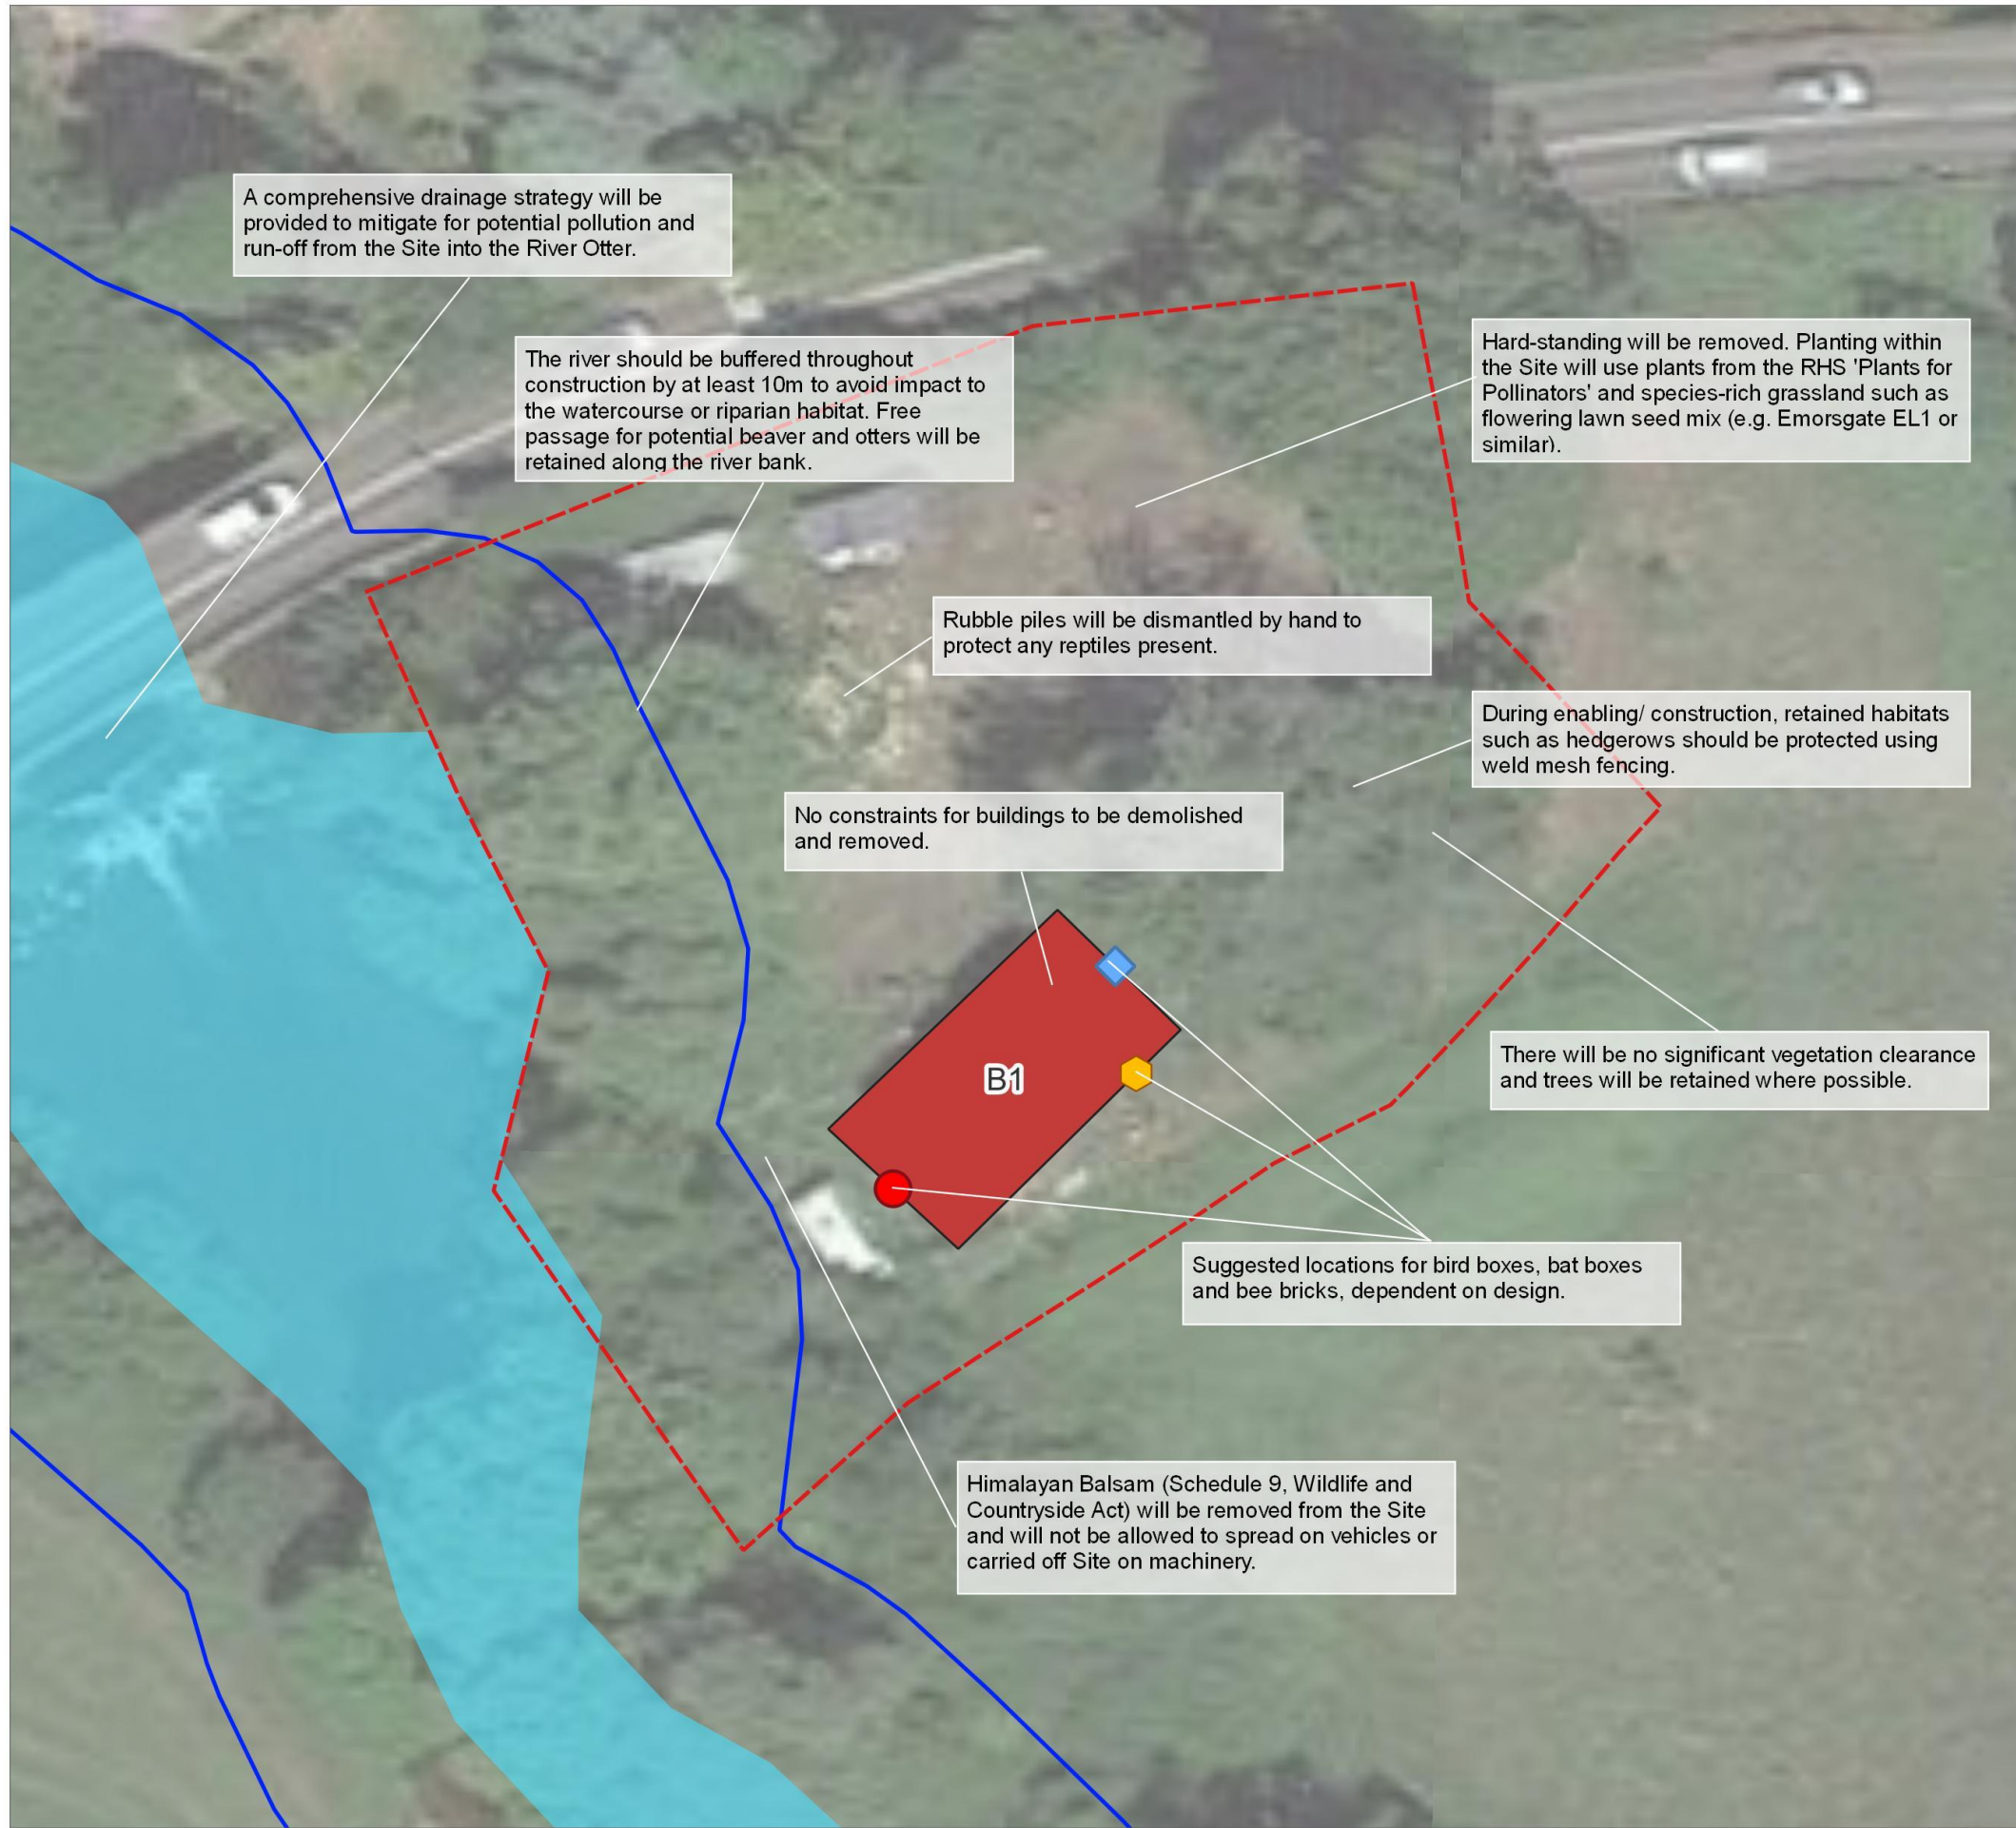 A comprehensive drainage strategy will be
provided to mitigate for potential pollution and
run-off from the Site into the River Otter.
The river should be buffered throughout
construction by at least 10m to avoid impact to
the watercourse or riparian habitat. Free
passage for potential beaver and otters will be
retained along the river bank.
Hard-standing will be removed. Planting within
the Site will use plants from the RHS 'Plants for
Pollinators' and species-rich grassland such as
flowering lawn seed mix (e.g. Emorsgate EL1 or
similar).
Rubble piles will be dismantled by hand to
protect any reptiles present.
During enabling/ construction, retained habitats
such as hedgerows should be protected using
weld mesh fencing.
No constraints for buildings to be demolished
and removed.
B1
There will be no significant vegetation clearance
and trees will be retained where possible.
Suggested locations for bird boxes, bat boxes
and bee bricks, dependent on design.
Himalayan Balsam (Schedule 9, Wildlife and
Countryside Act) will be removed from the Site
and will not be allowed to spread on vehicles or
carried off Site on machinery.